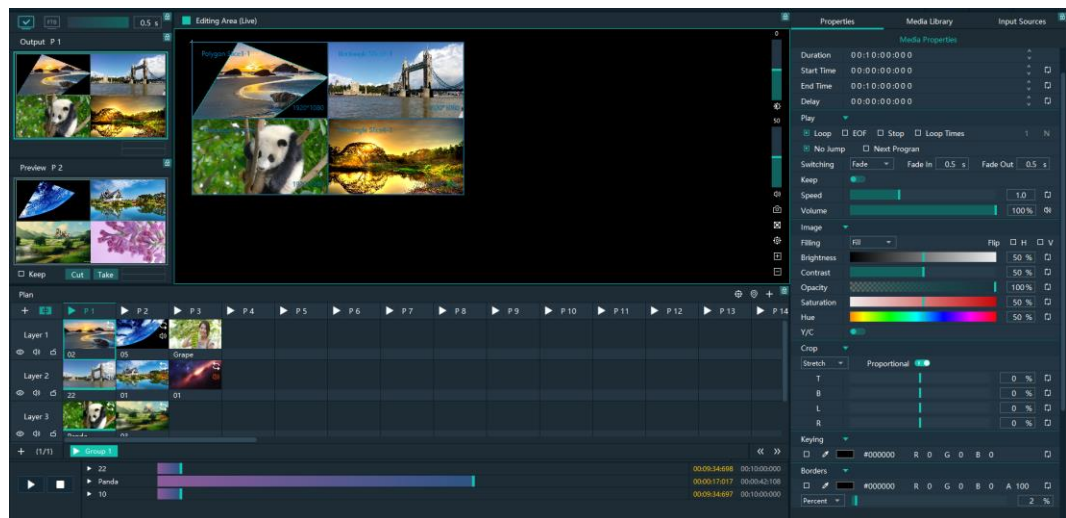 FTB 0.5 s
Editing Area (Live)
Output P 1
Preview P 2
Keep Cut Take
0
50
1920*1080
Properties Media Library Input Sources
Media Properties
Duration 00:10:00:000
Start Time 00:00:00:000
End Time 00:10:00:000
Delay 00:00:00:000
Play
Loop EOF Stop Loop Times 1 N
No Jump Next Progran
Switching Fade Fade In 0.5 s Fade Out 0.5 s
Keep
Speed 1.0
Volume 100%
Image
Filling Fill Flip H V
Brightness 50 %
Contrast 50 %
Opacity 100%
Saturation 50 %
Hue 50 %
Y/C
Crop
Stretch Proportional
T 0 %
B 0 %
L 0 %
R 0 %
Keying
#000000 R 0 G 0 B 0
Borders
#000000 R 0 G 0 B 0 A 100
Percent 2 %
Plan
P 1 P 2 P 3 P 4 P 5 P 6 P 7 P 8 P 9 P 10 P 11 P 12 P 13 P 14
Layer 1
02 05 Grape
Layer 2
22 01 01
Layer 3
Panda 03
+ (1/1) Group 1
22 00:09:34:698 00:10:00:000
Panda 00:00:17:017 00:00:42:108
10 00:09:34:697 00:10:00:000